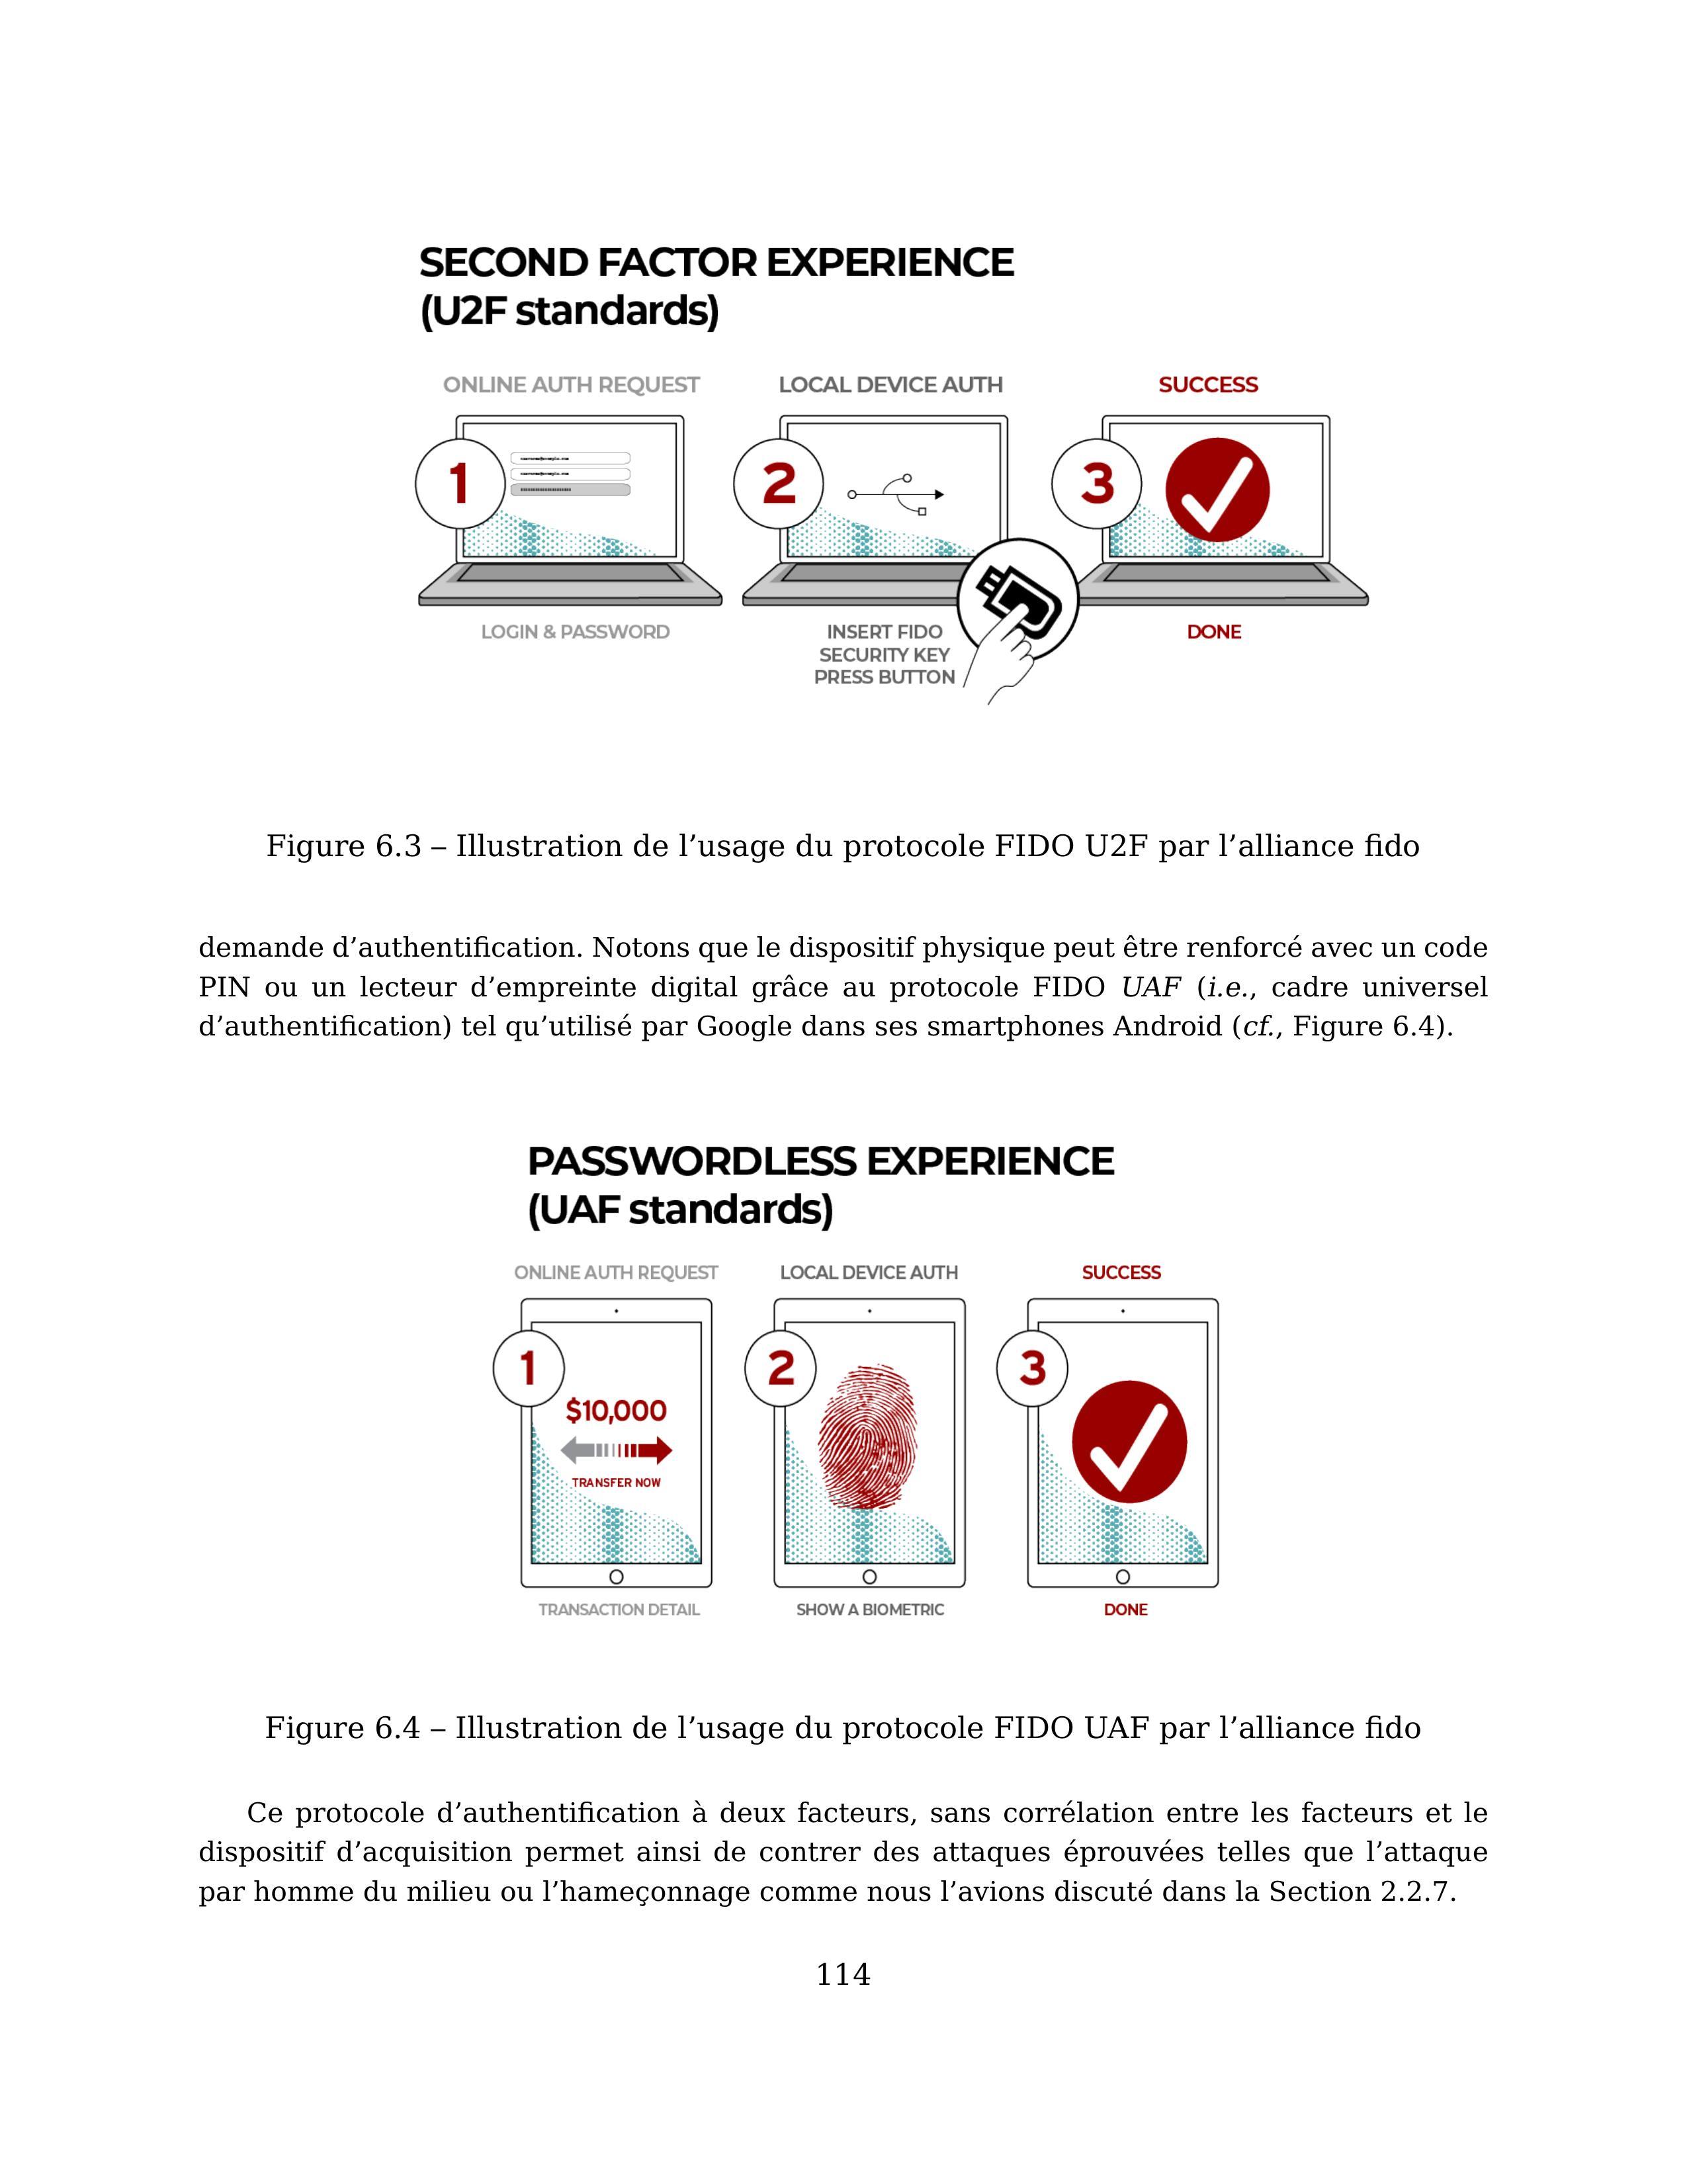 SECOND FACTOR EXPERIENCE
(U2F standards)
ONLINE AUTH REQUEST
LOCAL DEVICE AUTH
SUCCESS
1
2
3
LOGIN & PASSWORD
INSERT FIDO
SECURITY KEY
PRESS BUTTON
DONE
Figure 6.3 – Illustration de l’usage du protocole FIDO U2F par l’alliance fido
demande d’authentification. Notons que le dispositif physique peut être renforcé avec un code
PIN ou un lecteur d’empreinte digital grâce au protocole FIDO UAF (i.e., cadre universel
d’authentification) tel qu’utilisé par Google dans ses smartphones Android (cf., Figure 6.4).
PASSWORDLESS EXPERIENCE
(UAF standards)
ONLINE AUTH REQUEST
LOCAL DEVICE AUTH
SUCCESS
1
2
3
$10,000
TRANSFER NOW
TRANSACTION DETAIL
SHOW A BIOMETRIC
DONE
Figure 6.4 – Illustration de l’usage du protocole FIDO UAF par l’alliance fido
Ce protocole d’authentification à deux facteurs, sans corrélation entre les facteurs et le
dispositif d’acquisition permet ainsi de contrer des attaques éprouvées telles que l’attaque
par homme du milieu ou l’hameçonnage comme nous l’avions discuté dans la Section 2.2.7.
114